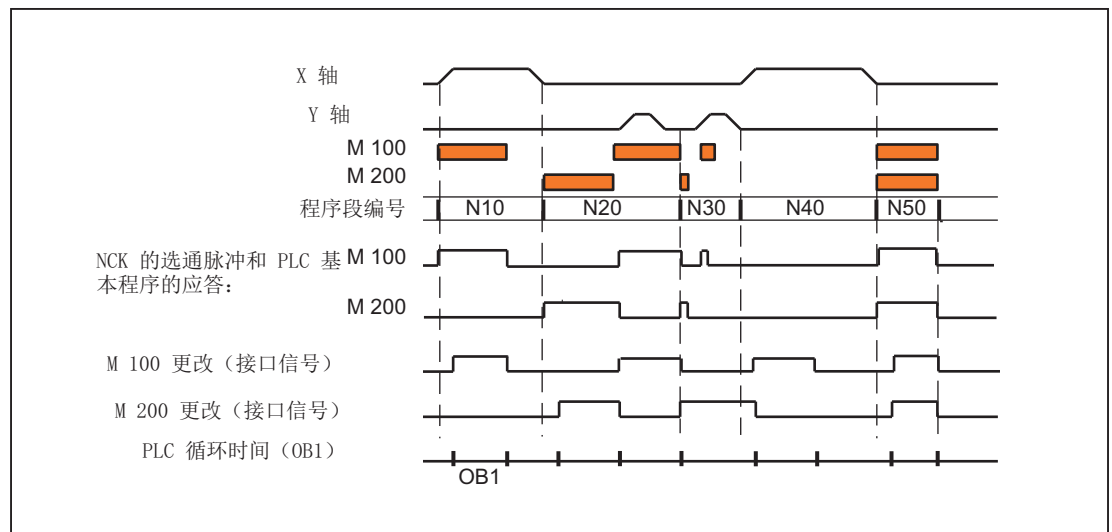 X 轴
Y 轴
M 100
M 200
程序段编号
N10 N20 N30 N40 N50
NCK 的选通脉冲和 PLC 基 M 100
本程序的应答:
M 200
M 100 更改（接口信号）
M 200 更改（接口信号）
PLC 循环时间（OB1）
OB1